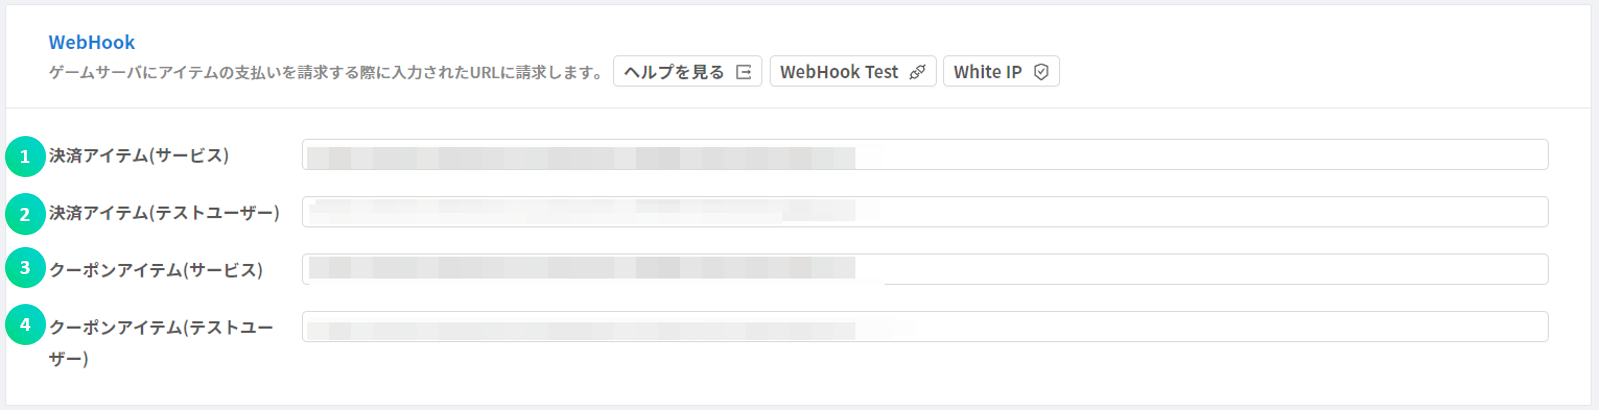 WebHook
ゲームサーバにアイテムの支払いを請求する際に入力されたURLに請求します。 ヘルプを見る WebHook Test White IP
1 決済アイテム(サービス)
2 決済アイテム(テストユーザー)
3 クーポンアイテム(サービス)
4 クーポンアイテム(テストユー
ザー)